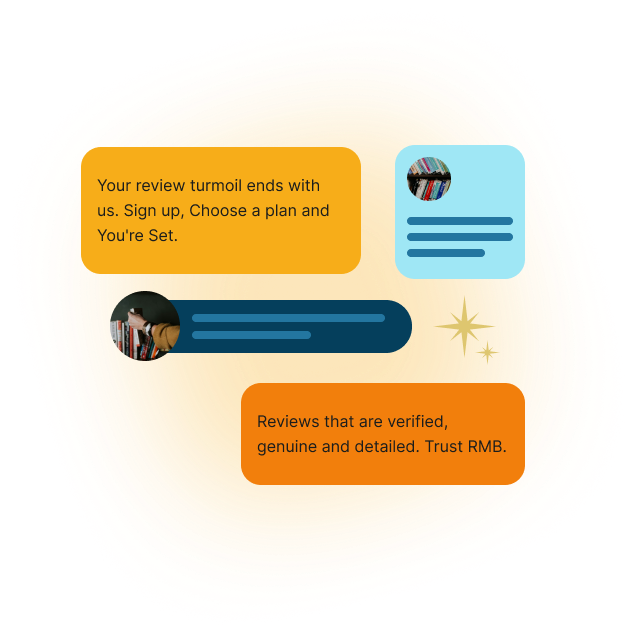 Your review turmoil ends with
us. Sign up, Choose a plan and
You're Set.
Reviews that are verified,
genuine and detailed. Trust RMB.